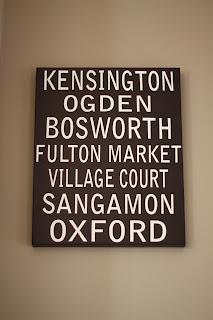 KENSINGTON
OGDEN
BOSWORTH
FULTON MARKET
VILLAGE COURT
SANGAMON
OXFORD